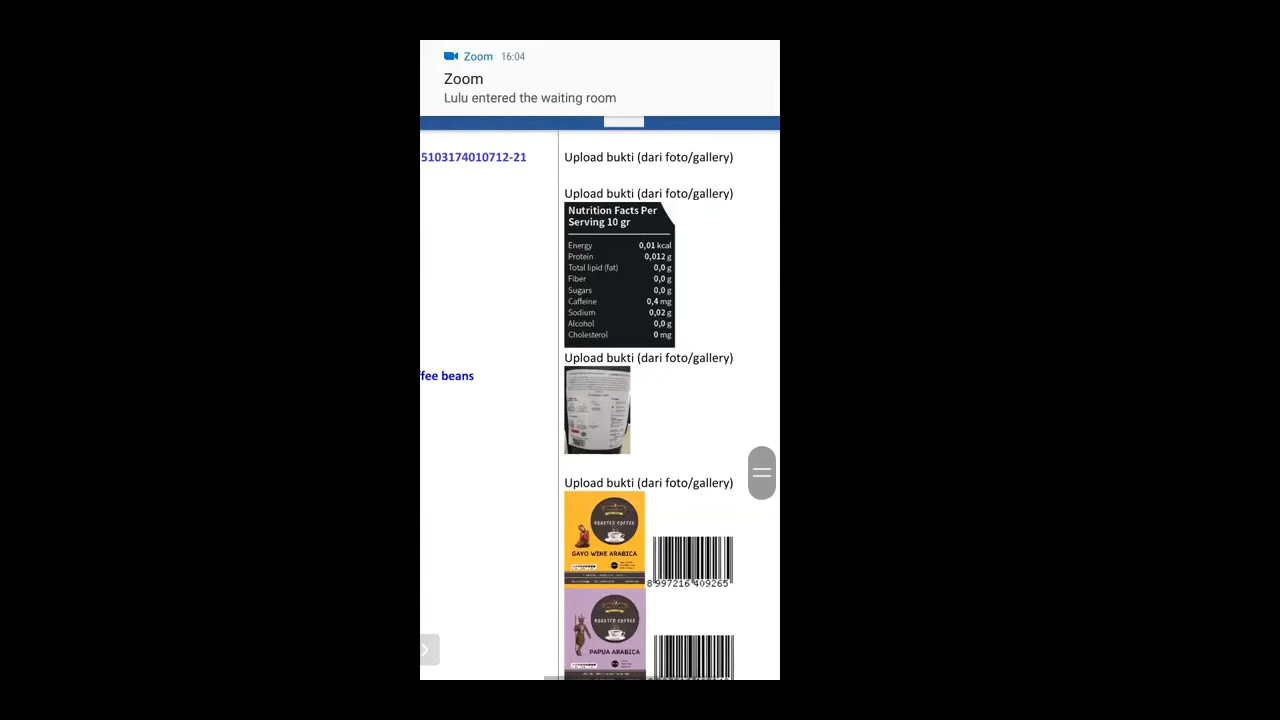 Zoom 16:04
Zoom
Lulu entered the waiting room
5103174010712-21
Upload bukti (dari foto/gallery)
Upload bukti (dari foto/gallery)
Nutrition Facts Per
Serving 10 gr
Energy 0,01 kcal
Protein 0,012 g
Total lipid (fat) 0,0 g
Fiber 0,0 g
Sugars 0,0 g
Caffeine 0,4 mg
Sodium 0,02 g
Alcohol 0,0 g
Cholesterol 0 mg
Upload bukti (dari foto/gallery)
fee beans
Upload bukti (dari foto/gallery)
ROASTED COFFEE
GAYO WINE ARABICA
8 997216 409265
ROASTED COFFEE
PAPUA ARABICA